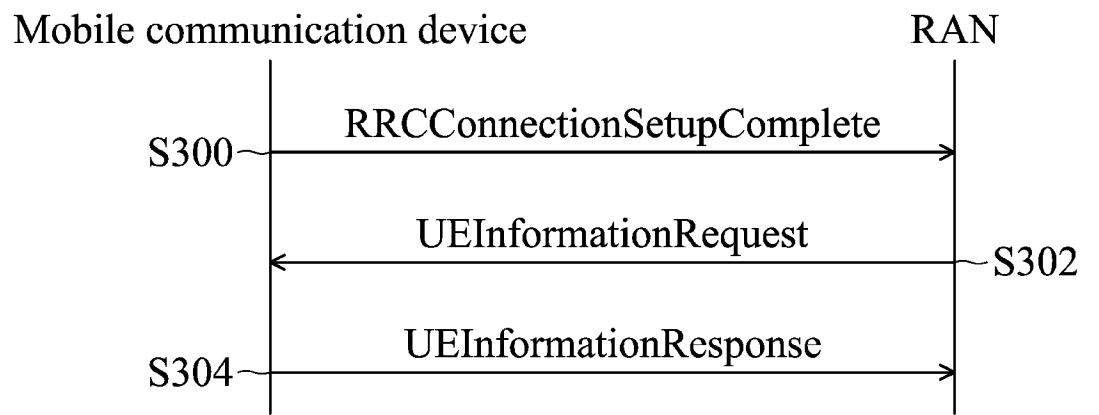 Mobile communication device
RAN
RRCConnectionSetupComplete
S300
UEInformationRequest
S302
UEInformationResponse
S304